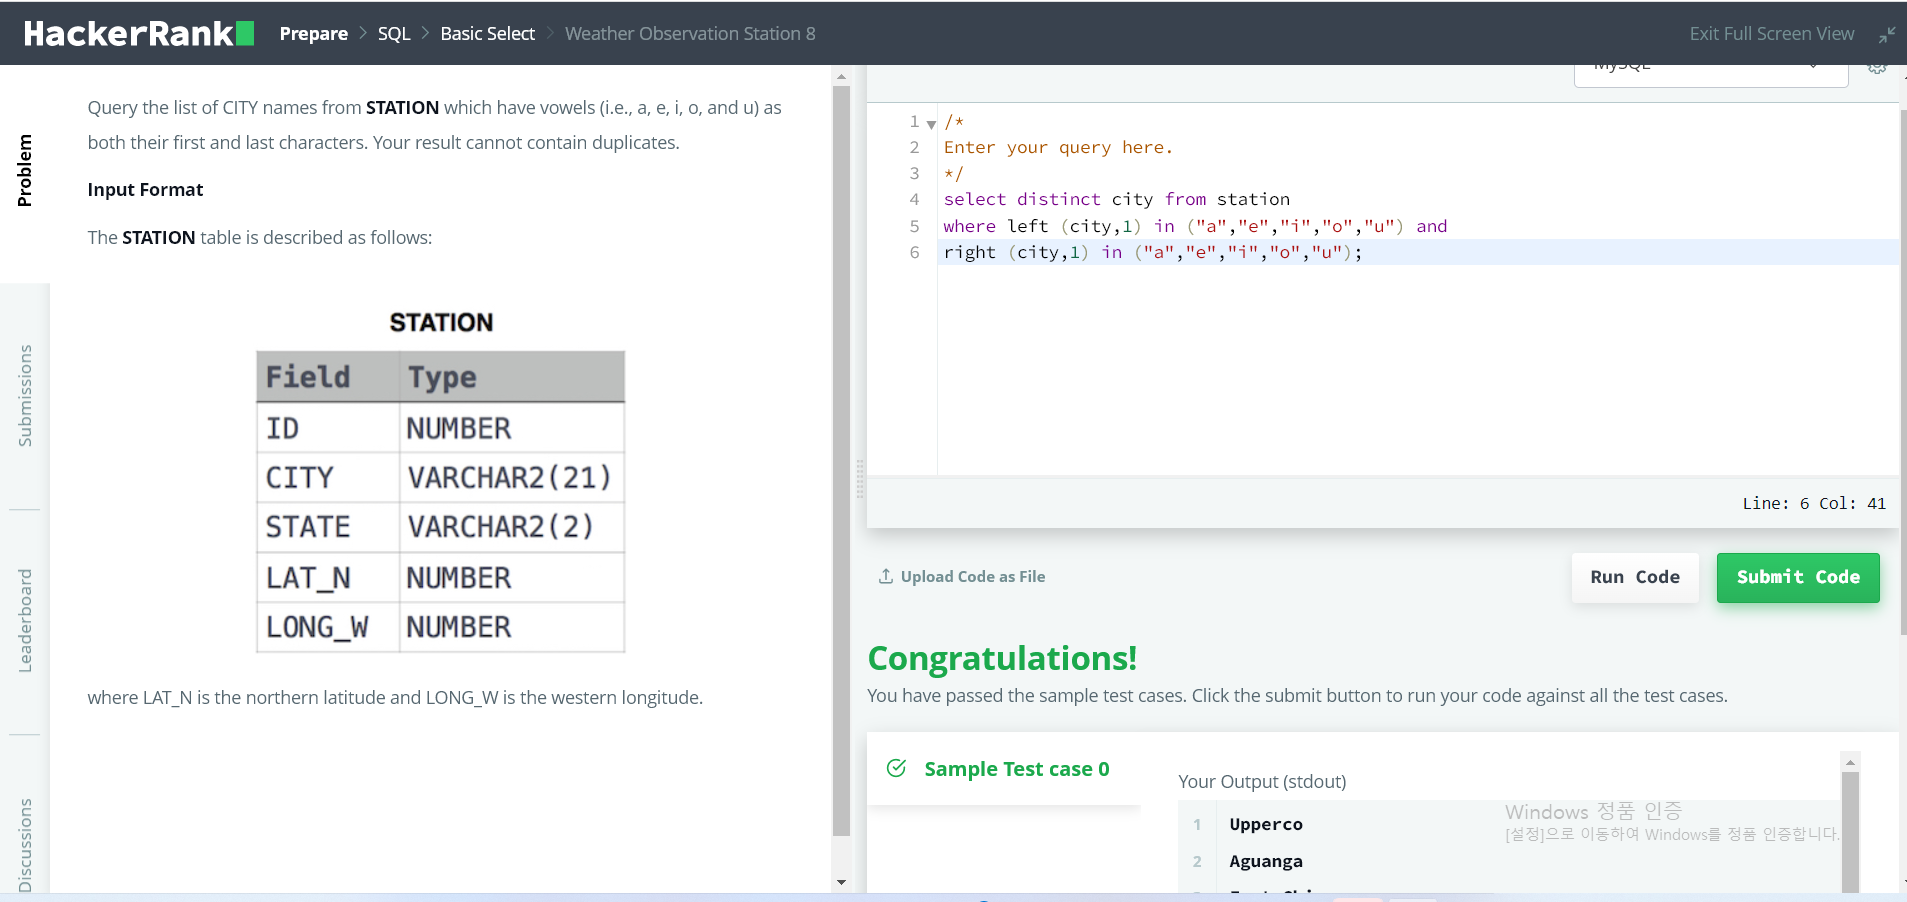 HackerRank Prepare > SQL > Basic Select > Weather Observation Station 8 Exit Full Screen View
Problem
Submissions
Leaderboard
Discussions
Query the list of CITY names from STATION which have vowels (i.e., a, e, i, o, and u) as
both their first and last characters. Your result cannot contain duplicates.
Input Format
The STATION table is described as follows:
STATION
Field Type
ID NUMBER
CITY VARCHAR2(21)
STATE VARCHAR2(2)
LAT_N NUMBER
LONG_W NUMBER
where LAT_N is the northern latitude and LONG_W is the western longitude.
MySQL
1 /*
2 Enter your query here.
3 */
4 select distinct city from station
5 where left (city,1) in ("a","e","i","o","u") and
6 right (city,1) in ("a","e","i","o","u");
Line: 6 Col: 41
Upload Code as File
Run Code
Submit Code
Congratulations!
You have passed the sample test cases. Click the submit button to run your code against all the test cases.
Sample Test case 0
Your Output (stdout)
1 Upperco
2 Aguanga
Windows 정품 인증
[설정]으로 이동하여 Windows를 정품 인증합니다.